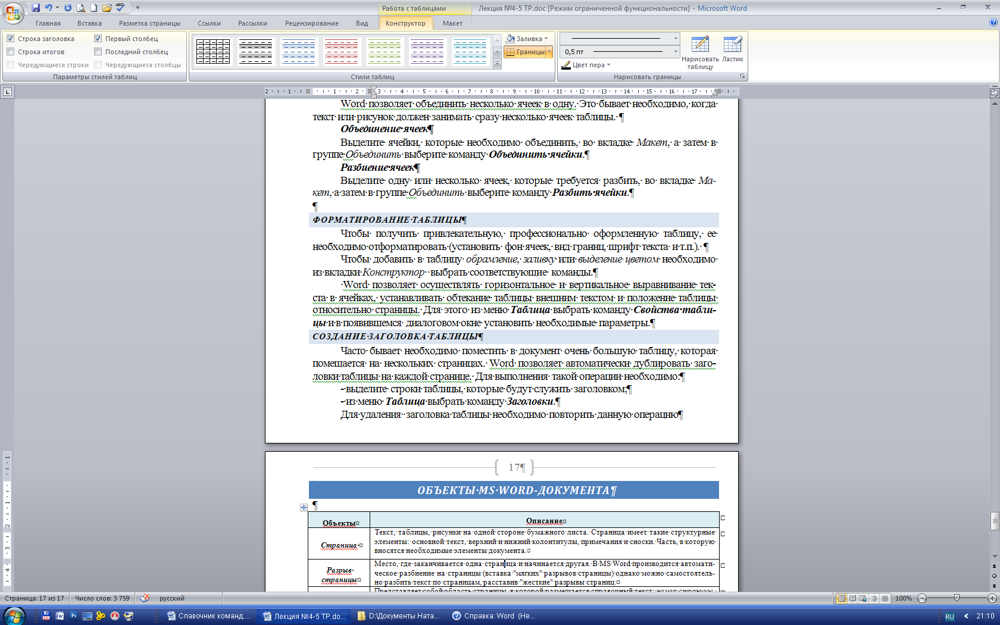 Работа с таблицами
Лекция №4-5 ТР.doc [Режим ограниченной функциональности] - Microsoft Word
Главная Вставка Разметка страницы Ссылки Рассылки Рецензирование Вид Конструктор Макет
Строка заголовка Первый столбец
Строка итогов Последний столбец
Чередующиеся строки Чередующиеся столбцы
Параметры стилей таблиц
Заливка
Границы
Стили таблиц
0,5 пт
Цвет пера
Нарисовать таблицу
Ластик
Нарисовать границы
2 1 1 2 3 4 5 6 7 8 9 10 11 12 13 14 15 16 17
Word позволяет объединить несколько ячеек в одну. Это бывает необходимо, когда
текст или рисунок должен занимать сразу несколько ячеек таблицы. ¶
Объединение ячеек¶
Выделите ячейки, которые необходимо объединить, во вкладке Макет, а затем в
группе Объединить выберите команду Объединить ячейки.¶
Разбиение ячеек¶
Выделите одну или несколько ячеек, которые требуется разбить, во вкладке Ма-
кет, а затем в группе Объединить выберите команду Разбить ячейки.¶
¶
ФОРМАТИРОВАНИЕ ТАБЛИЦЫ¶
Чтобы получить привлекательную, профессионально оформленную таблицу, ее
необходимо отформатировать (установить фон ячеек, вид границ, шрифт текста и т.п.). ¶
Чтобы добавить в таблицу обрамление, заливку или выделение цветом необходимо
из вкладки Конструктор выбрать соответствующие команды.¶
Word позволяет осуществлять горизонтальное и вертикальное выравнивание тек-
ста в ячейках, устанавливать обтекание таблицы внешним текстом и положение таблицы
относительно страницы. Для этого из меню Таблица выбрать команду Свойства табли-
цы и в появившемся диалоговом окне установить необходимые параметры.¶
СОЗДАНИЕ ЗАГОЛОВКА ТАБЛИЦЫ¶
Часто бывает необходимо поместить в документ очень большую таблицу, которая
помещается на нескольких страницах. Word позволяет автоматически дублировать заго-
ловки таблицы на каждой странице. Для выполнения такой операции необходимо:¶
- выделите строки таблицы, которые будут служить заголовком;¶
- из меню Таблица выбрать команду Заголовки.¶
Для удаления заголовка таблицы необходимо повторить данную операцию¶
17¶
ОБЪЕКТЫ MS WORD-ДОКУМЕНТА¶
¶
Объекты¤ Описание¤
Страница ¤
Текст, таблицы, рисунки на одной стороне бумажного листа. Страница имеет такие структурные
элементы: основной текст, верхний и нижний колонтитулы, примечания и сноски. Часть, в которую
вносятся необходимые элементы документа.¤
Разрыв
страницы¤
Место, где заканчивается одна страница и начинается другая. В MS Word производится автомати-
ческое разбиение на страницы (вставка "мягких" разрывов страницы) однако можно самостоятель-
но разбить текст по страницам, расставив "жесткие" разрывы страниц.¤
Представляет собой область страницы, в которой размещается справочный текст: номер страницы,
Страница: 17 из 17 Число слов: 3 759 русский 100%
Спавочник команд.... Лекция №4-5 ТР.do... D:\Документы Ната... Справка: Word (Не... RU 21:10